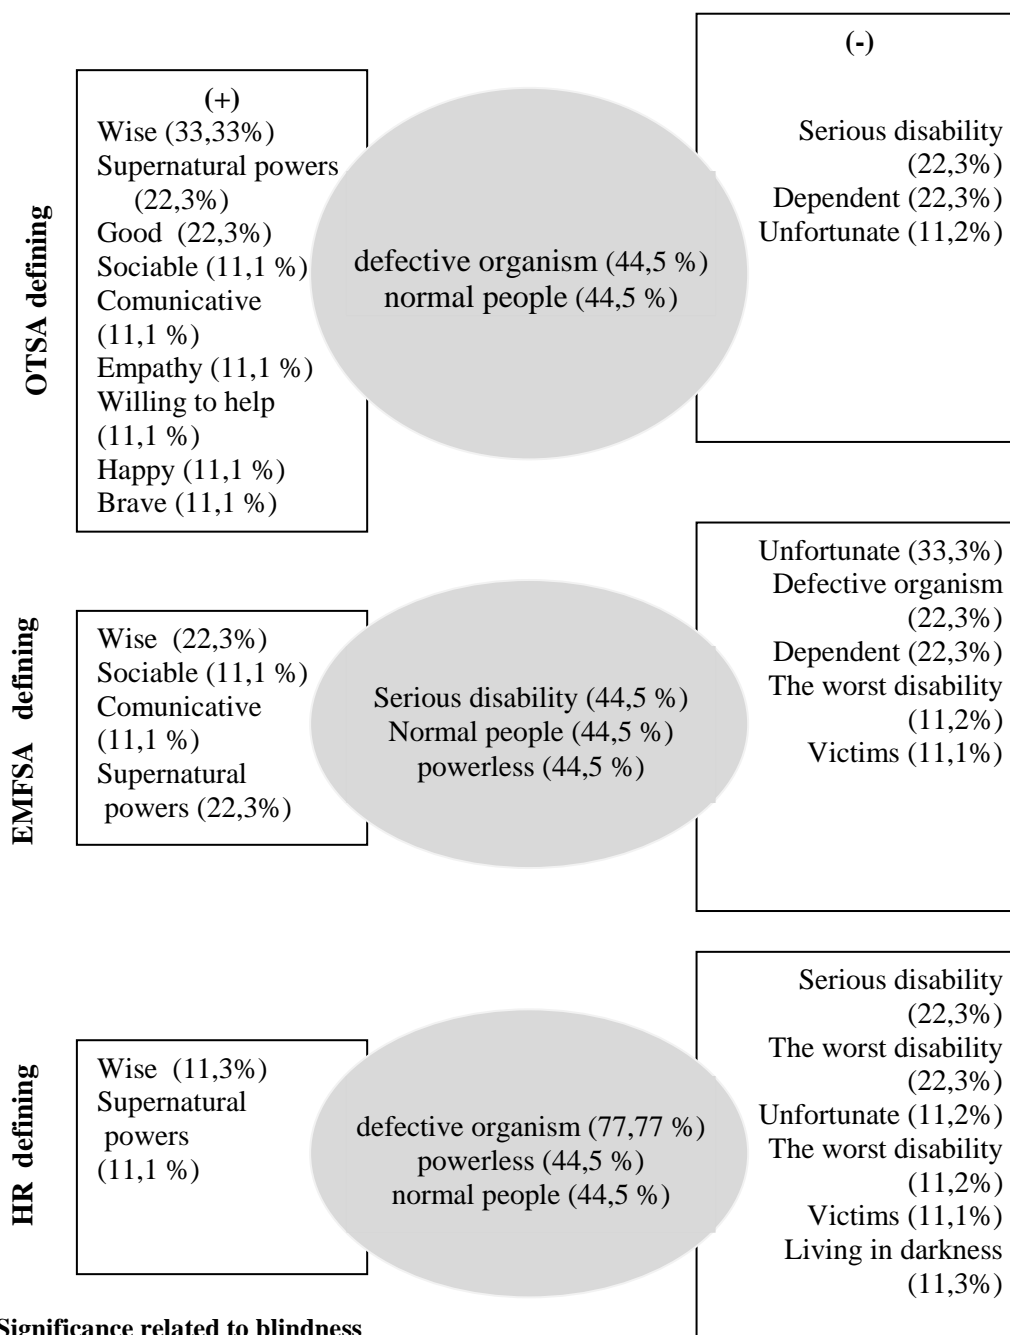 OTSA defining
(+)
Wise (33,33%)
Supernatural powers
(22,3%)
Good  (22,3%)
Sociable (11,1 %)
Comunicative
(11,1 %)
Empathy (11,1 %)
Willing to help
(11,1 %)
Happy (11,1 %)
Brave (11,1 %)
defective organism (44,5 %)
normal people (44,5 %)
(-)
Serious disability
(22,3%)
Dependent (22,3%)
Unfortunate (11,2%)
EMFSA  defining
Wise  (22,3%)
Sociable (11,1 %)
Comunicative
(11,1 %)
Supernatural
powers (22,3%)
Serious disability (44,5 %)
Normal people (44,5 %)
powerless (44,5 %)
Unfortunate (33,3%)
Defective organism
(22,3%)
Dependent (22,3%)
The worst disability
(11,2%)
Victims (11,1%)
HR  defining
Wise  (11,3%)
Supernatural
powers
(11,1 %)
defective organism (77,77 %)
powerless (44,5 %)
normal people (44,5 %)
Serious disability
(22,3%)
The worst disability
(22,3%)
Unfortunate (11,2%)
The worst disability
(11,2%)
Victims (11,1%)
Living in darkness
(11,3%)
Significance related to blindness